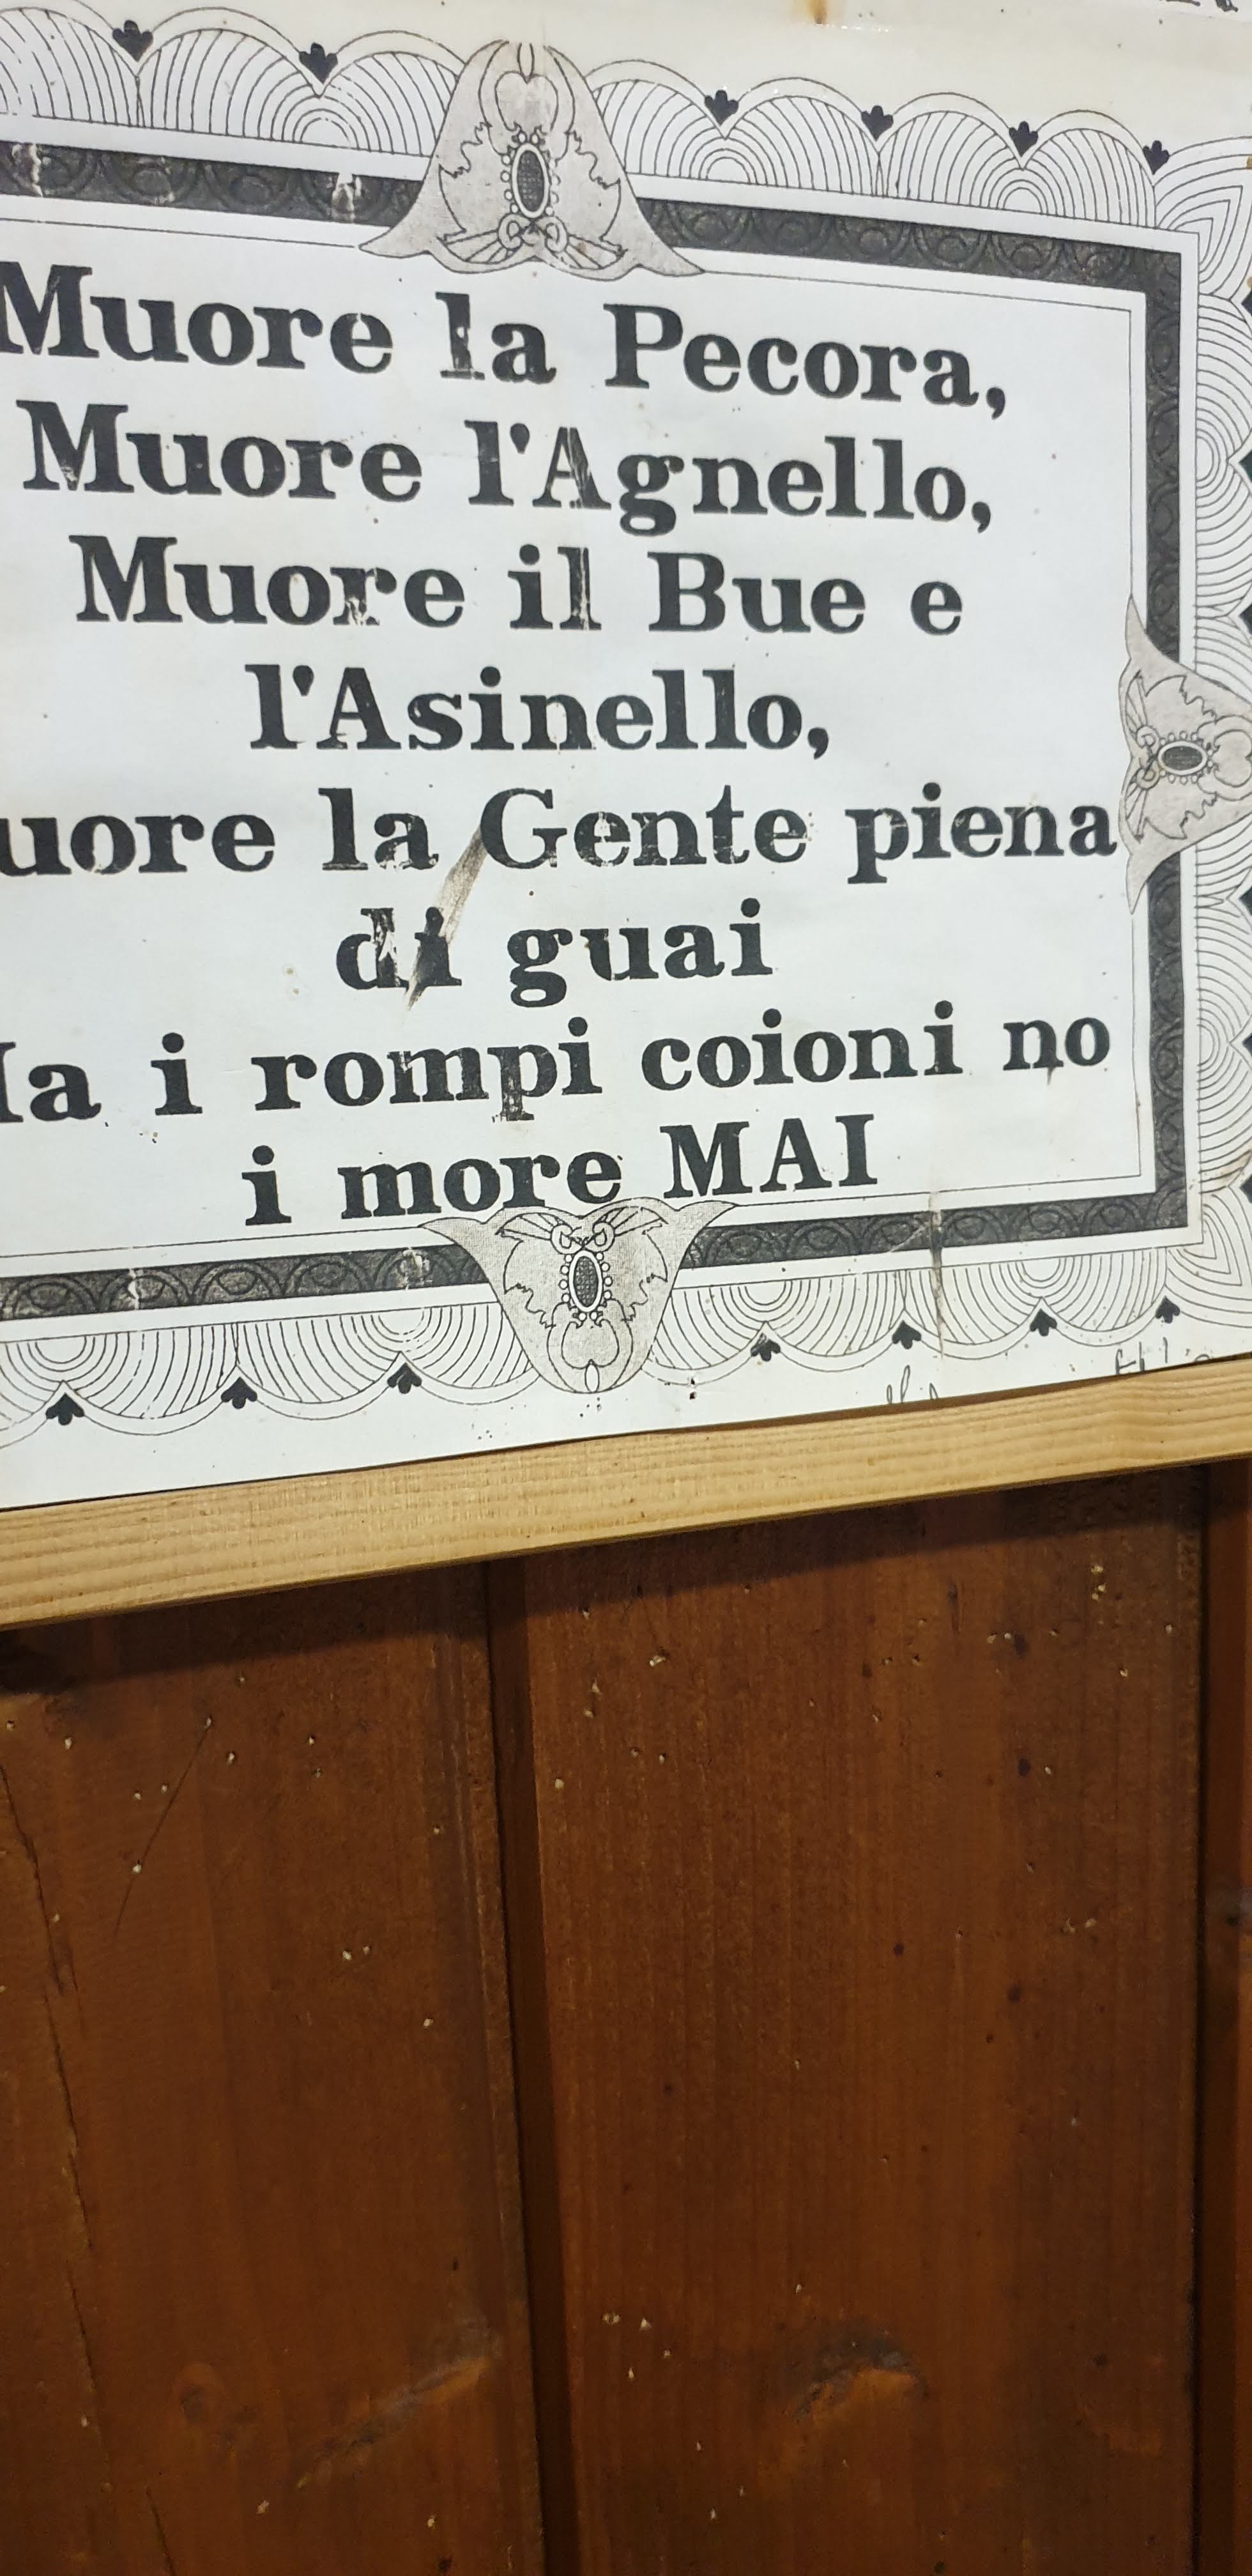 Muore la Pecora,
Muore l'Agnello,
Muore il Bue e
l'Asinello,
uore la Gente piena
di guai
la i rompi coioni no
i more MAI